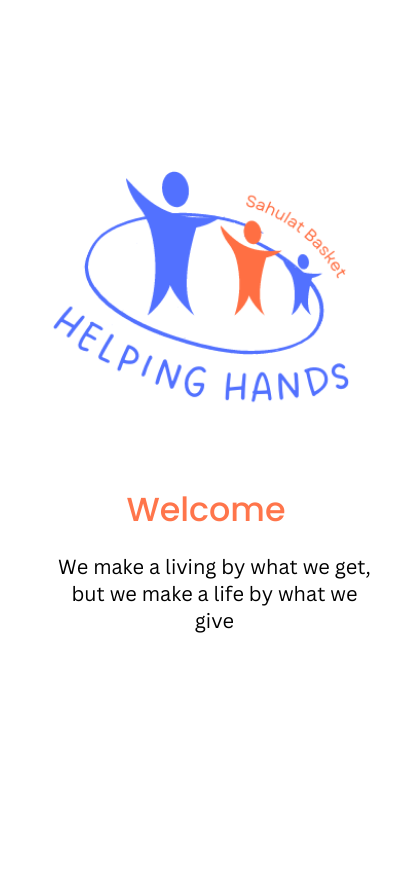 Sahulat Basket
HELPING HANDS
Welcome
We make a living by what we get,
but we make a life by what we
give